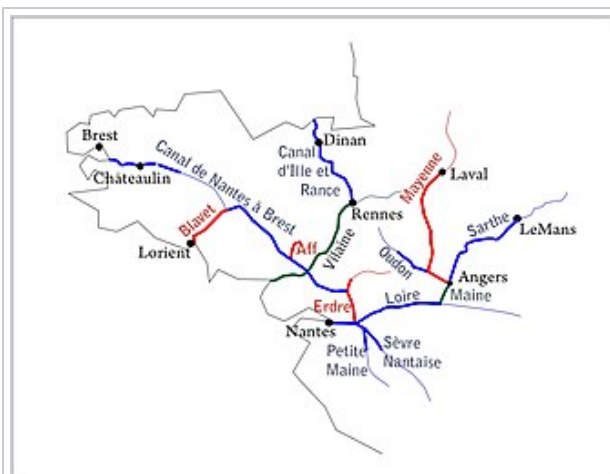 Brest
Dinan
Canal de Nantes à Brest
Canal
d'Ille et
Rance
Châteaulin
Mayenne
Laval
Blavet
Rennes
Sarthe
LeMans
Lorient
Aff
Vilaine
Oudon
Angers
Maine
Erdre
Loire
Nantes
Petite
Maine
Sèvre
Nantaise